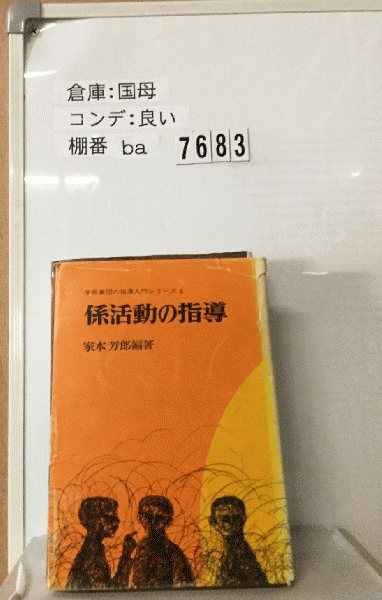 倉庫:国母
コンデ:良い
棚番 ba 7683
学級集団の指導入門シリーズ 5
係活動の指導
家本芳郎編著